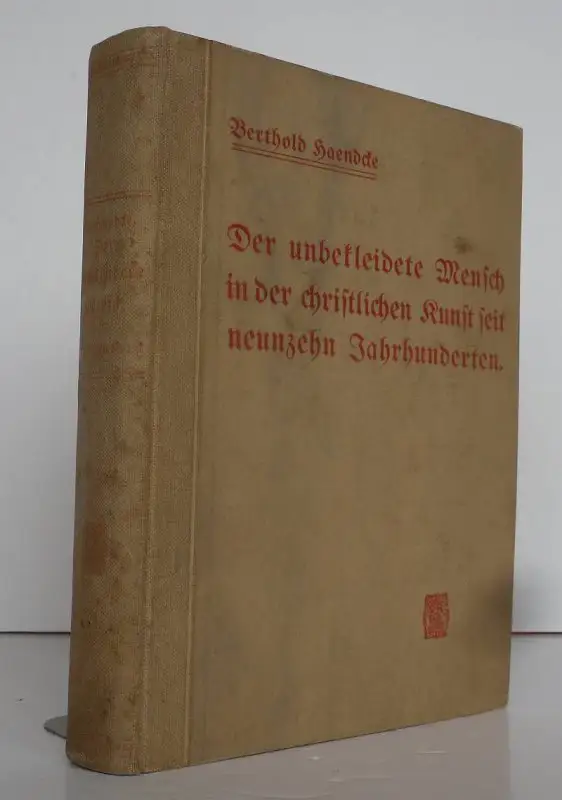 Berthold Haendcke
Der unbekleidete Mensch
in der christlichen Kunst seit
neunzehn Jahrhunderten.